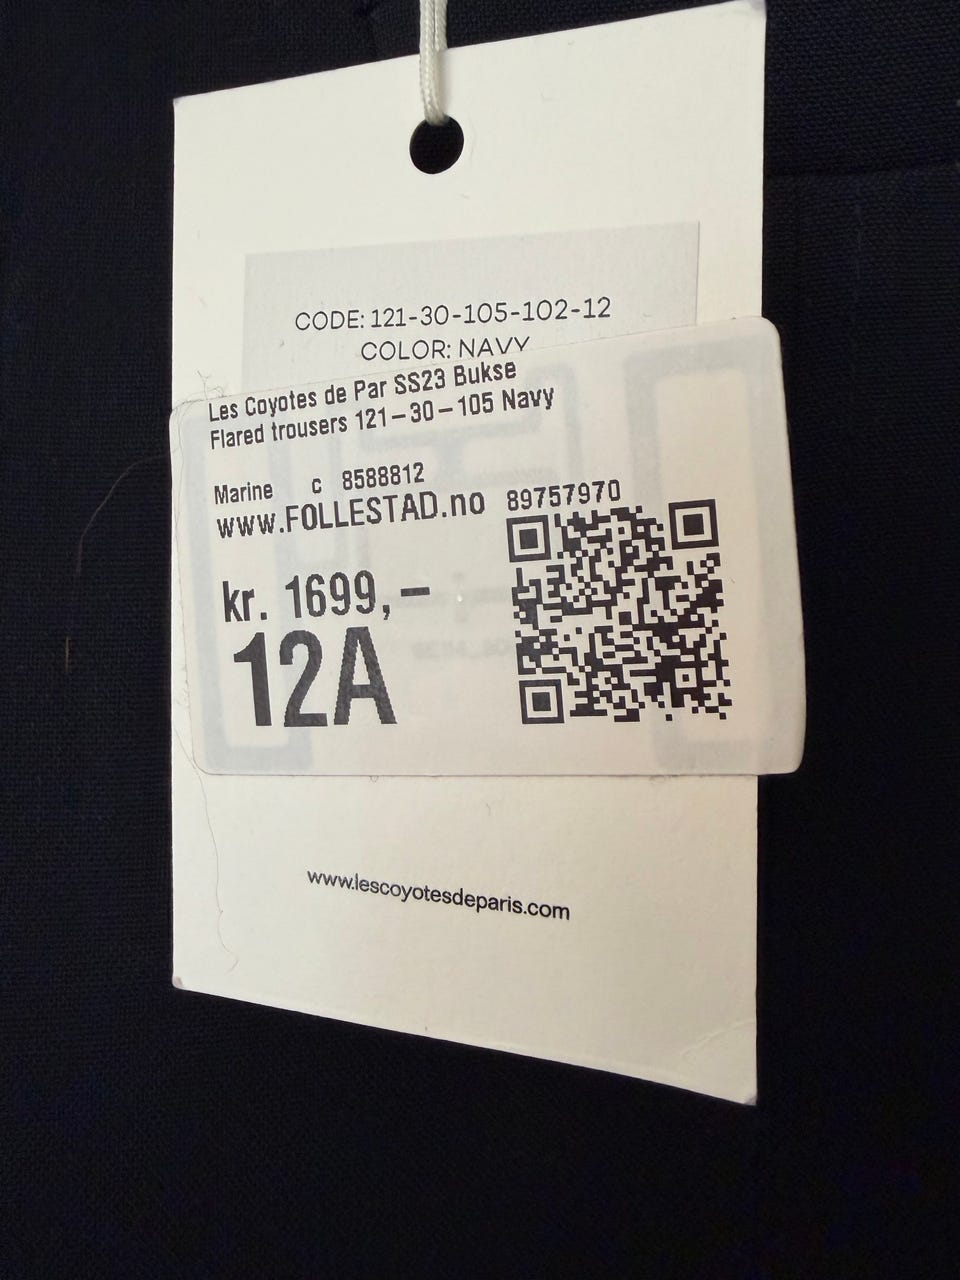 CODE: 121-30-105-102-12
COLOR: NAVY
Les Coyotes de Par SS23 Bukse
Flared trousers 121-30-105 Navy
Marine c 8588812
www.FOLLESTAD.no 89757970
kr. 1699,-
12A
www.lescoyotesdeparis.com